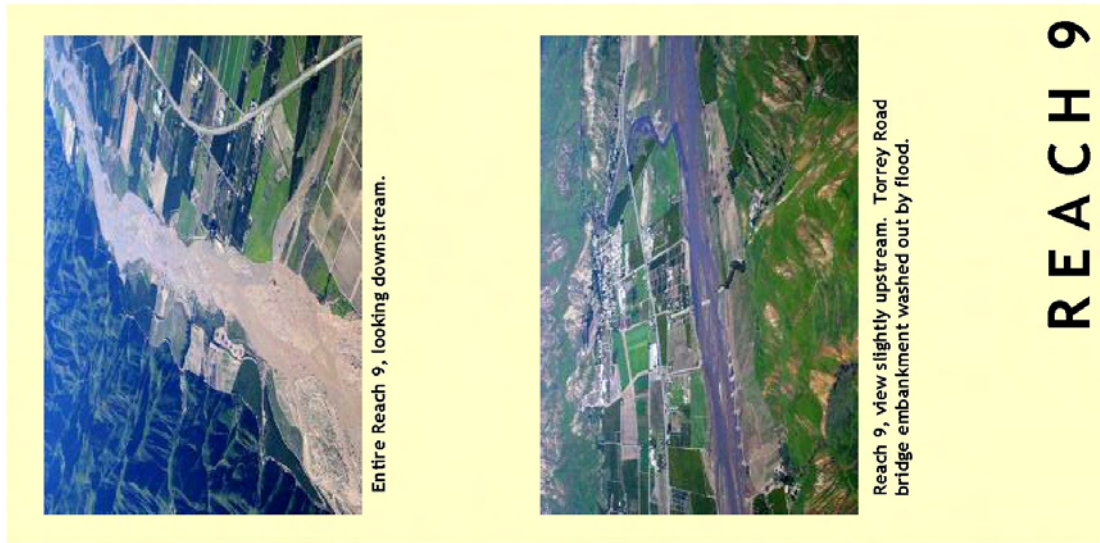 REACH 9
Entire Reach 9, looking downstream.
Reach 9, view slightly upstream. Torrey Road
bridge embankment washed out by flood.